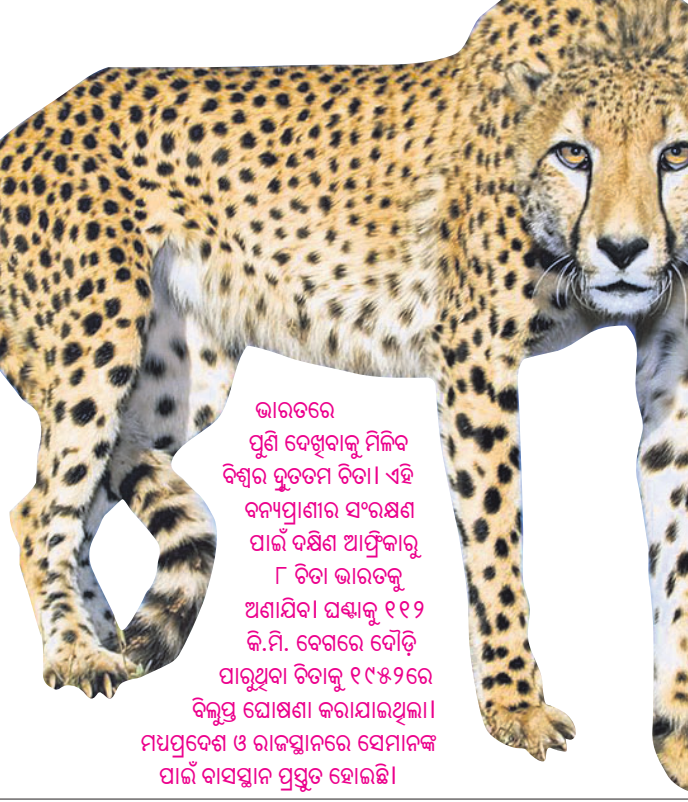 ଭାରତରେ
ପୁଣି ଦେଖିବାକୁ ମିଳିବ
ବିଶ୍ୱର ଦ୍ରୁତତମ ଚିତା। ଏହି
ବନ୍ୟପ୍ରାଣୀର ସଂରକ୍ଷଣ
ପାଇଁ ଦକ୍ଷିଣ ଆଫ୍ରିକାରୁ
୮ ଚିତା ଭାରତକୁ
ଅଣାଯିବ। ଘଣ୍ଟାକୁ ୧୧୨
କି.ମି. ବେଗରେ ଦୌଡ଼ି
ପାରୁଥିବା ଚିତାକୁ ୧୯୫୨ରେ
ବିଲୁପ୍ତ ଘୋଷଣା କରାଯାଇଥିଲା।
ମଧ୍ୟପ୍ରଦେଶ ଓ ରାଜସ୍ଥାନରେ ସେମାନଙ୍କ
ପାଇଁ ବାସସ୍ଥାନ ପ୍ରସ୍ତୁତ ହୋଇଛି।